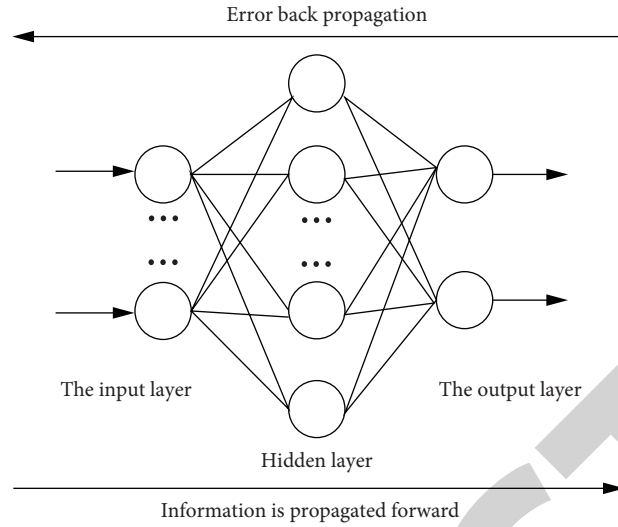 Error back propagation
The input layer
The output layer
Hidden layer
Information is propagated forward